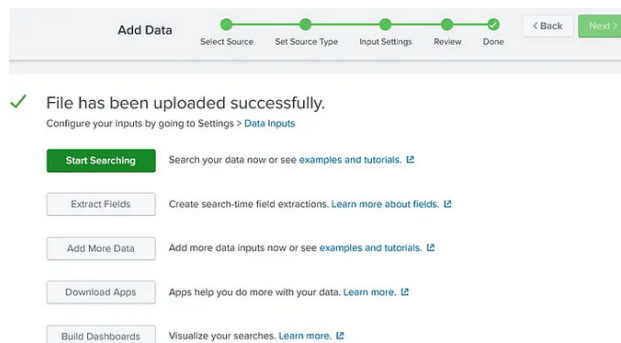 Add Data
Select Source
Set Source Type
Input Settings
Review
Done
< Back
Next >
File has been uploaded successfully.
Configure your inputs by going to Settings > Data Inputs
Start Searching
Search your data now or see examples and tutorials.
Extract Fields
Create search-time field extractions. Learn more about fields.
Add More Data
Add more data inputs now or see examples and tutorials.
Download Apps
Apps help you do more with your data. Learn more.
Build Dashboards
Visualize your searches. Learn more.